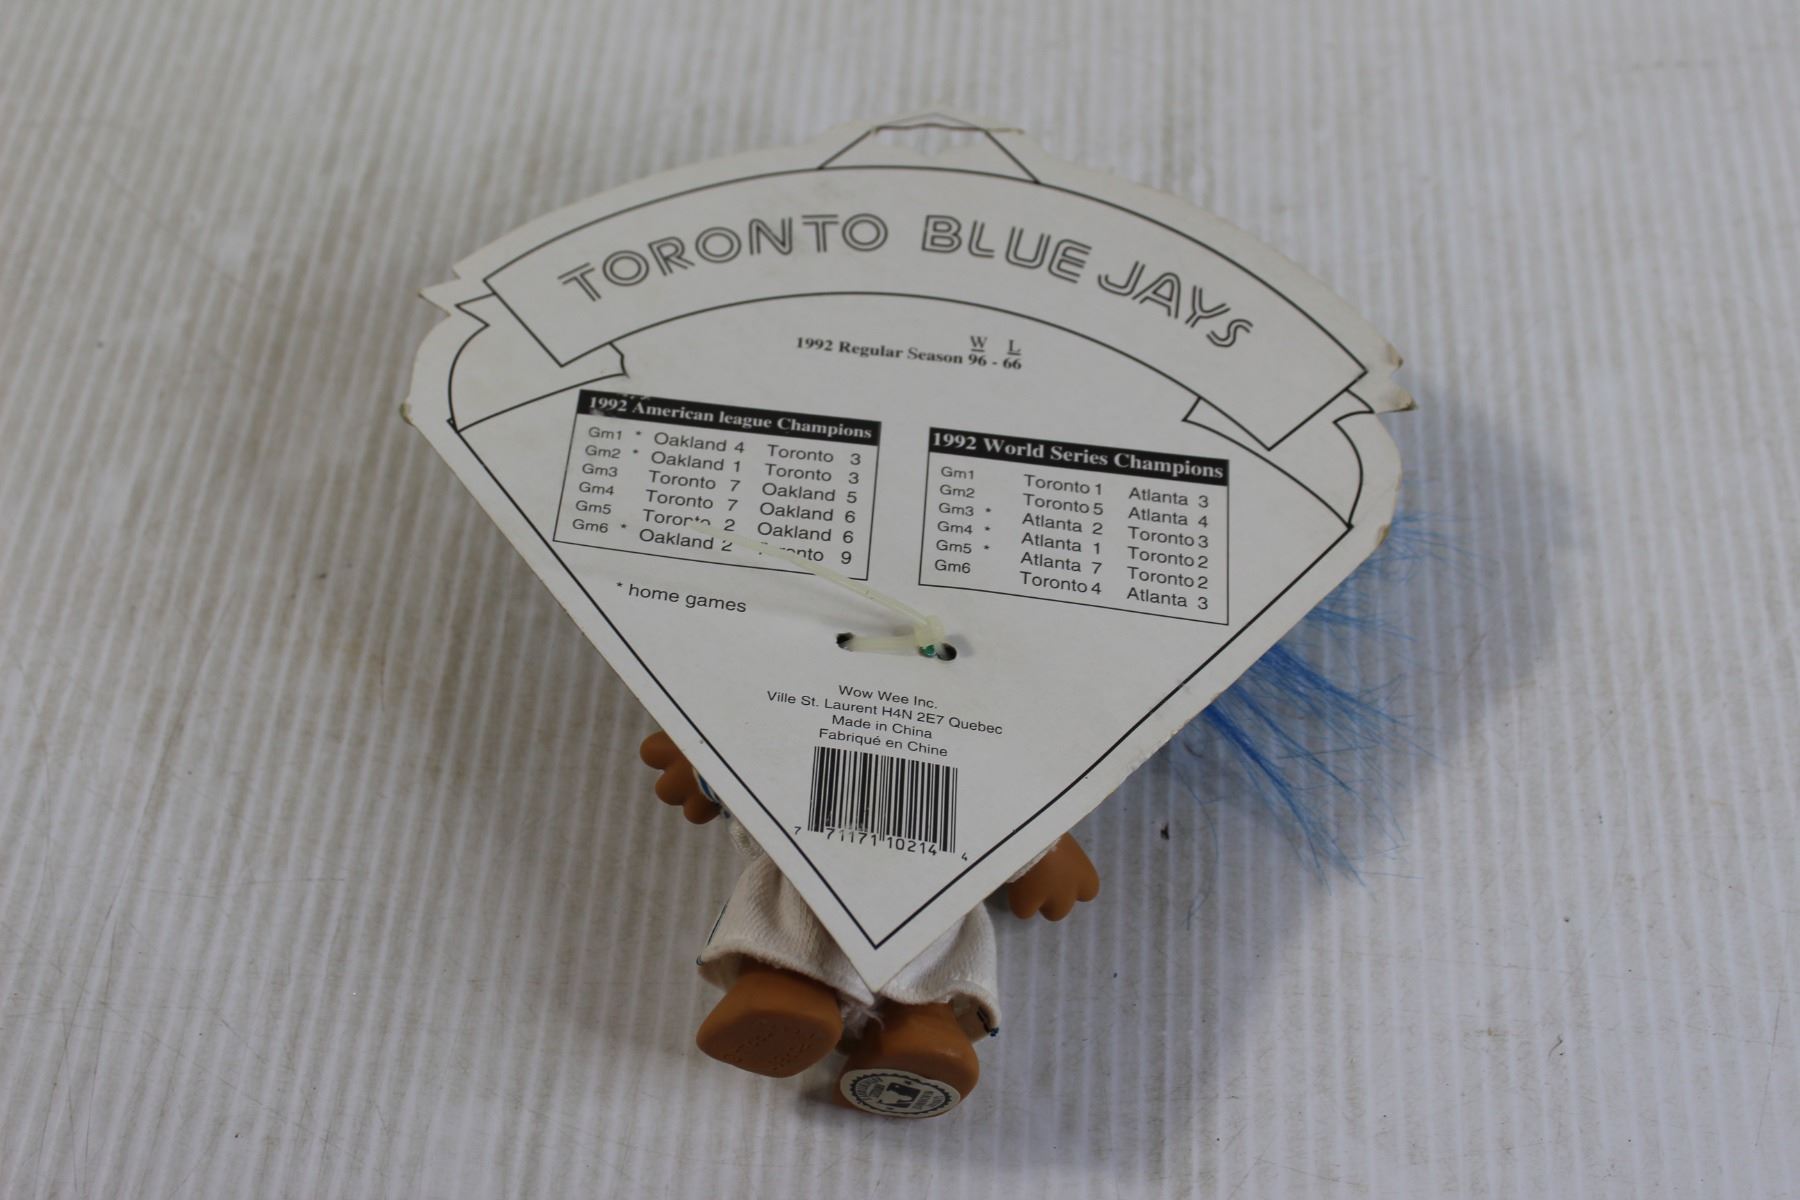 TORONTO BLUE JAYS
W L
1992 Regular Season 96 - 66
1992 American league Champions
Gm1 * Oakland 4 Toronto 3
Gm2 * Oakland 1 Toronto 3
Gm3 Toronto 7 Oakland 5
Gm4 Toronto 7 Oakland 6
Gm5 Toronto 2 Oakland 6
Gm6 * Oakland 2 Toronto 9
* home games
1992 World Series Champions
Gm1 Toronto 1 Atlanta 3
Gm2 Toronto 5 Atlanta 4
Gm3 * Atlanta 2 Toronto 3
Gm4 * Atlanta 1 Toronto 2
Gm5 * Atlanta 7 Toronto 2
Gm6 Toronto 4 Atlanta 3
Wow Wee Inc.
Ville St. Laurent H4N 2E7 Quebec
Made in China
Fabriqué en Chine
7 71171 10214 4